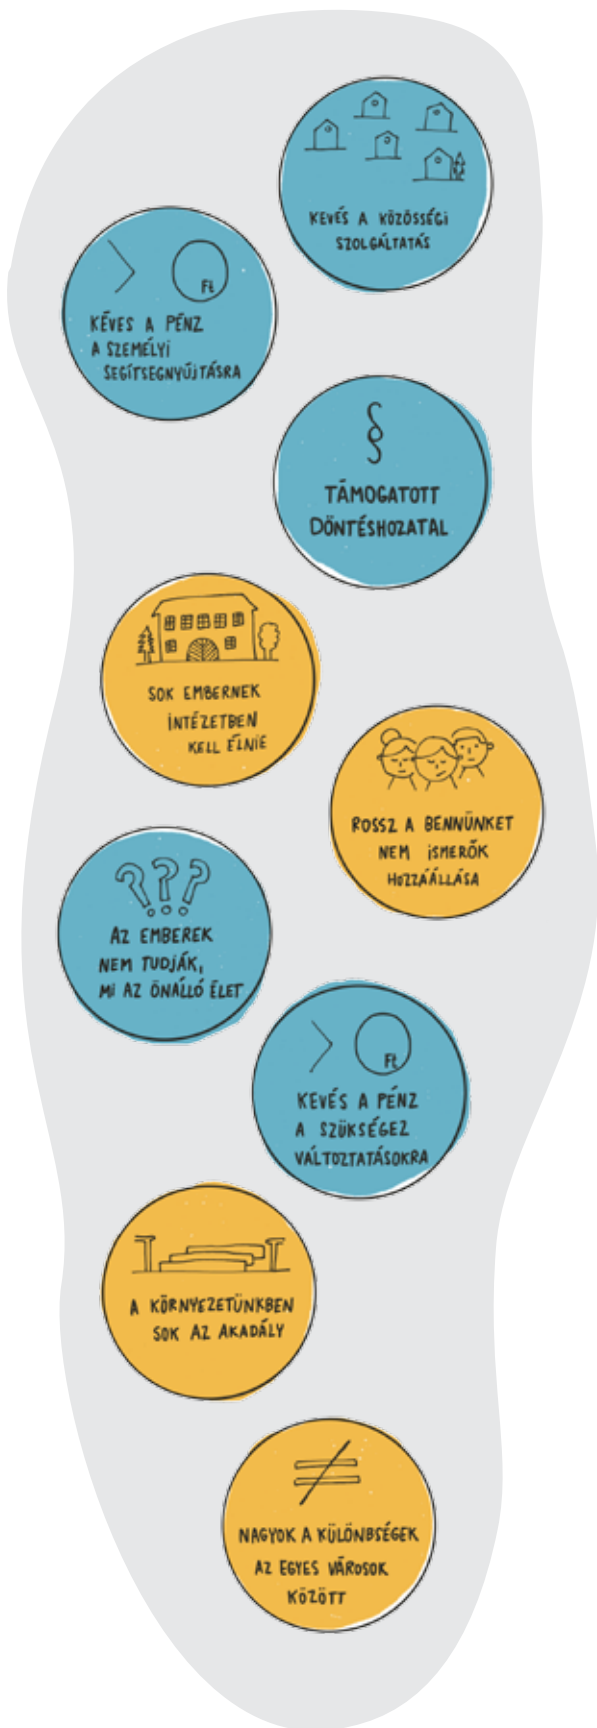 KEVÉS A KÖZÖSSÉGI
SZOLGÁLTATÁS
Ft
KÉVES A PÉNZ
A SZEMÉLYI
SEGÍTSEGNYÚJTÁSRA
§
TÁMOGATOTT
DÖNTÉSHOZATAL
SOK EMBERNEK
INTÉZETBEN
KELL ÉLNIE
ROSSZ A BENNÜNKET
NEM ISMERŐK
HOZZÁÁLLÁSA
???
AZ EMBEREK
NEM TUDJÁK,
MI AZ ÖNÁLLÓ ÉLET
Ft
KEVÉS A PÉNZ
A SZÜKSÉGEZ
VÁLTOZTATÁSOKRA
A KÖRNYEZETÜNKBEN
SOK AZ AKADÁLY
≠
NAGYOK A KÜLÖNBSÉGEK
AZ EGYES VÁROSOK
KÖZÖTT